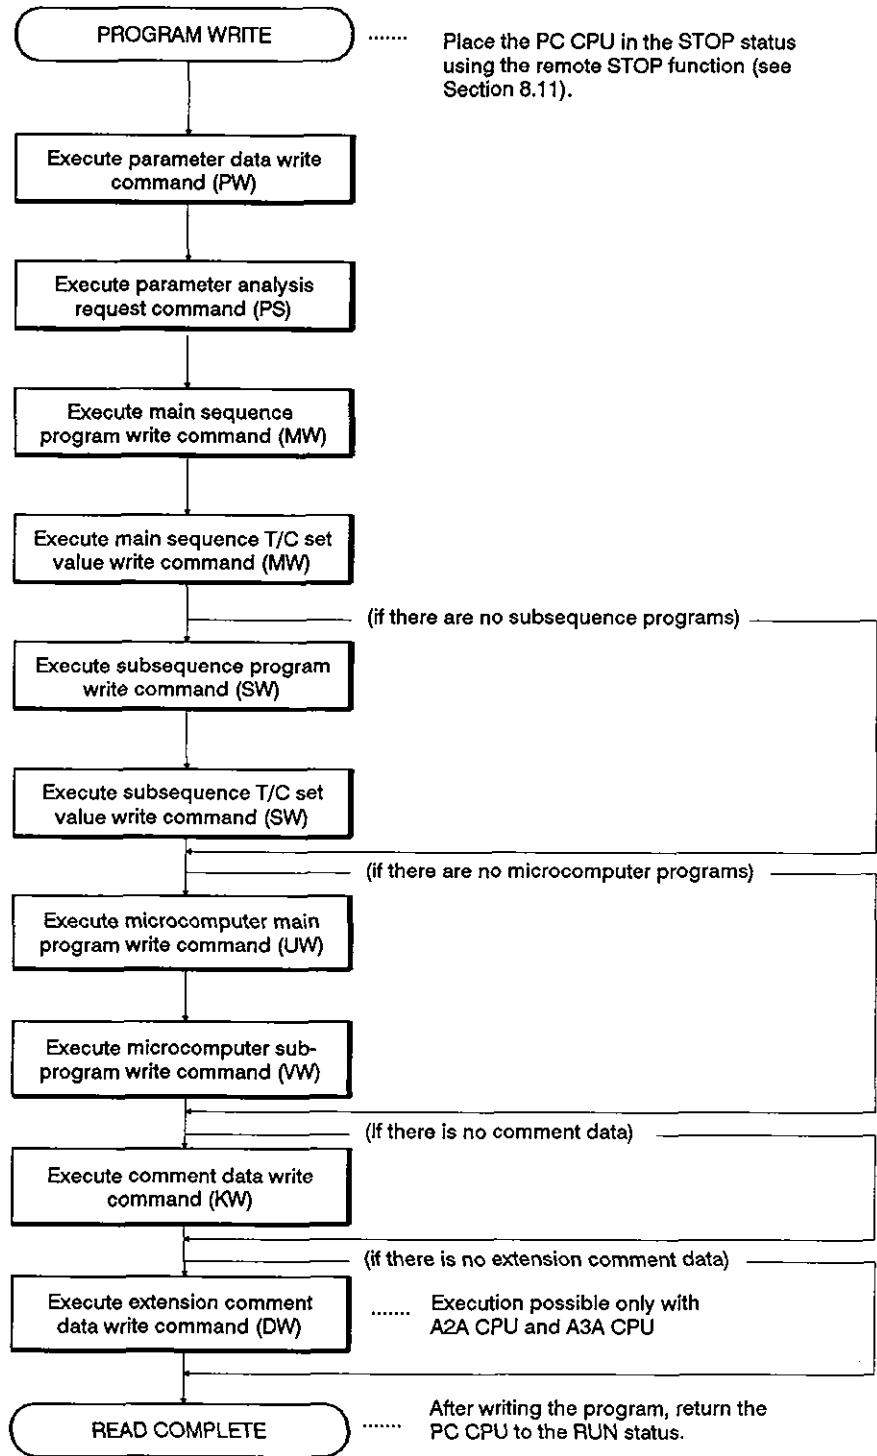 PROGRAM WRITE
....... Place the PC CPU in the STOP status
using the remote STOP function (see
Section 8.11).
Execute parameter data write
command (PW)
Execute parameter analysis
request command (PS)
Execute main sequence
program write command (MW)
Execute main sequence T/C set
value write command (MW)
(if there are no subsequence programs)
Execute subsequence program
write command (SW)
Execute subsequence T/C set
value write command (SW)
(if there are no microcomputer programs)
Execute microcomputer main
program write command (UW)
Execute microcomputer sub-
program write command (VW)
(If there is no comment data)
Execute comment data write
command (KW)
(if there is no extension comment data)
Execute extension comment
data write command (DW)
....... Execution possible only with
A2A CPU and A3A CPU
READ COMPLETE
....... After writing the program, return the
PC CPU to the RUN status.